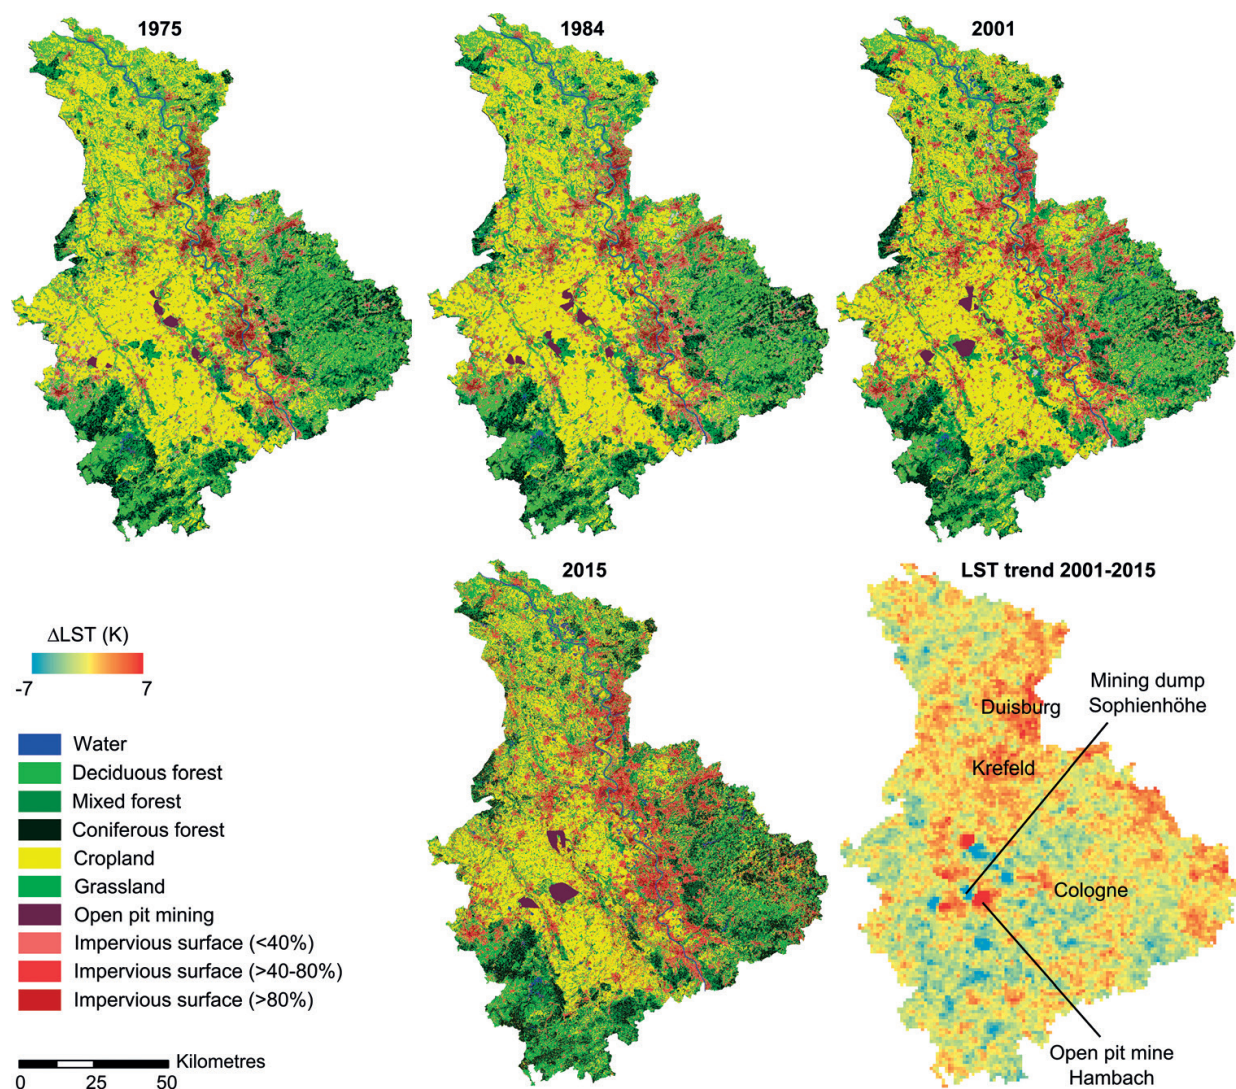 1975
1984
2001
2015
LST trend 2001-2015
ΔLST (K)
-7
7
Mining dump
Sophienhöhe
Duisburg
Krefeld
Cologne
Open pit mine
Hambach
Water
Deciduous forest
Mixed forest
Coniferous forest
Cropland
Grassland
Open pit mining
Impervious surface (<40%)
Impervious surface (>40-80%)
Impervious surface (>80%)
Kilometres
0 25 50